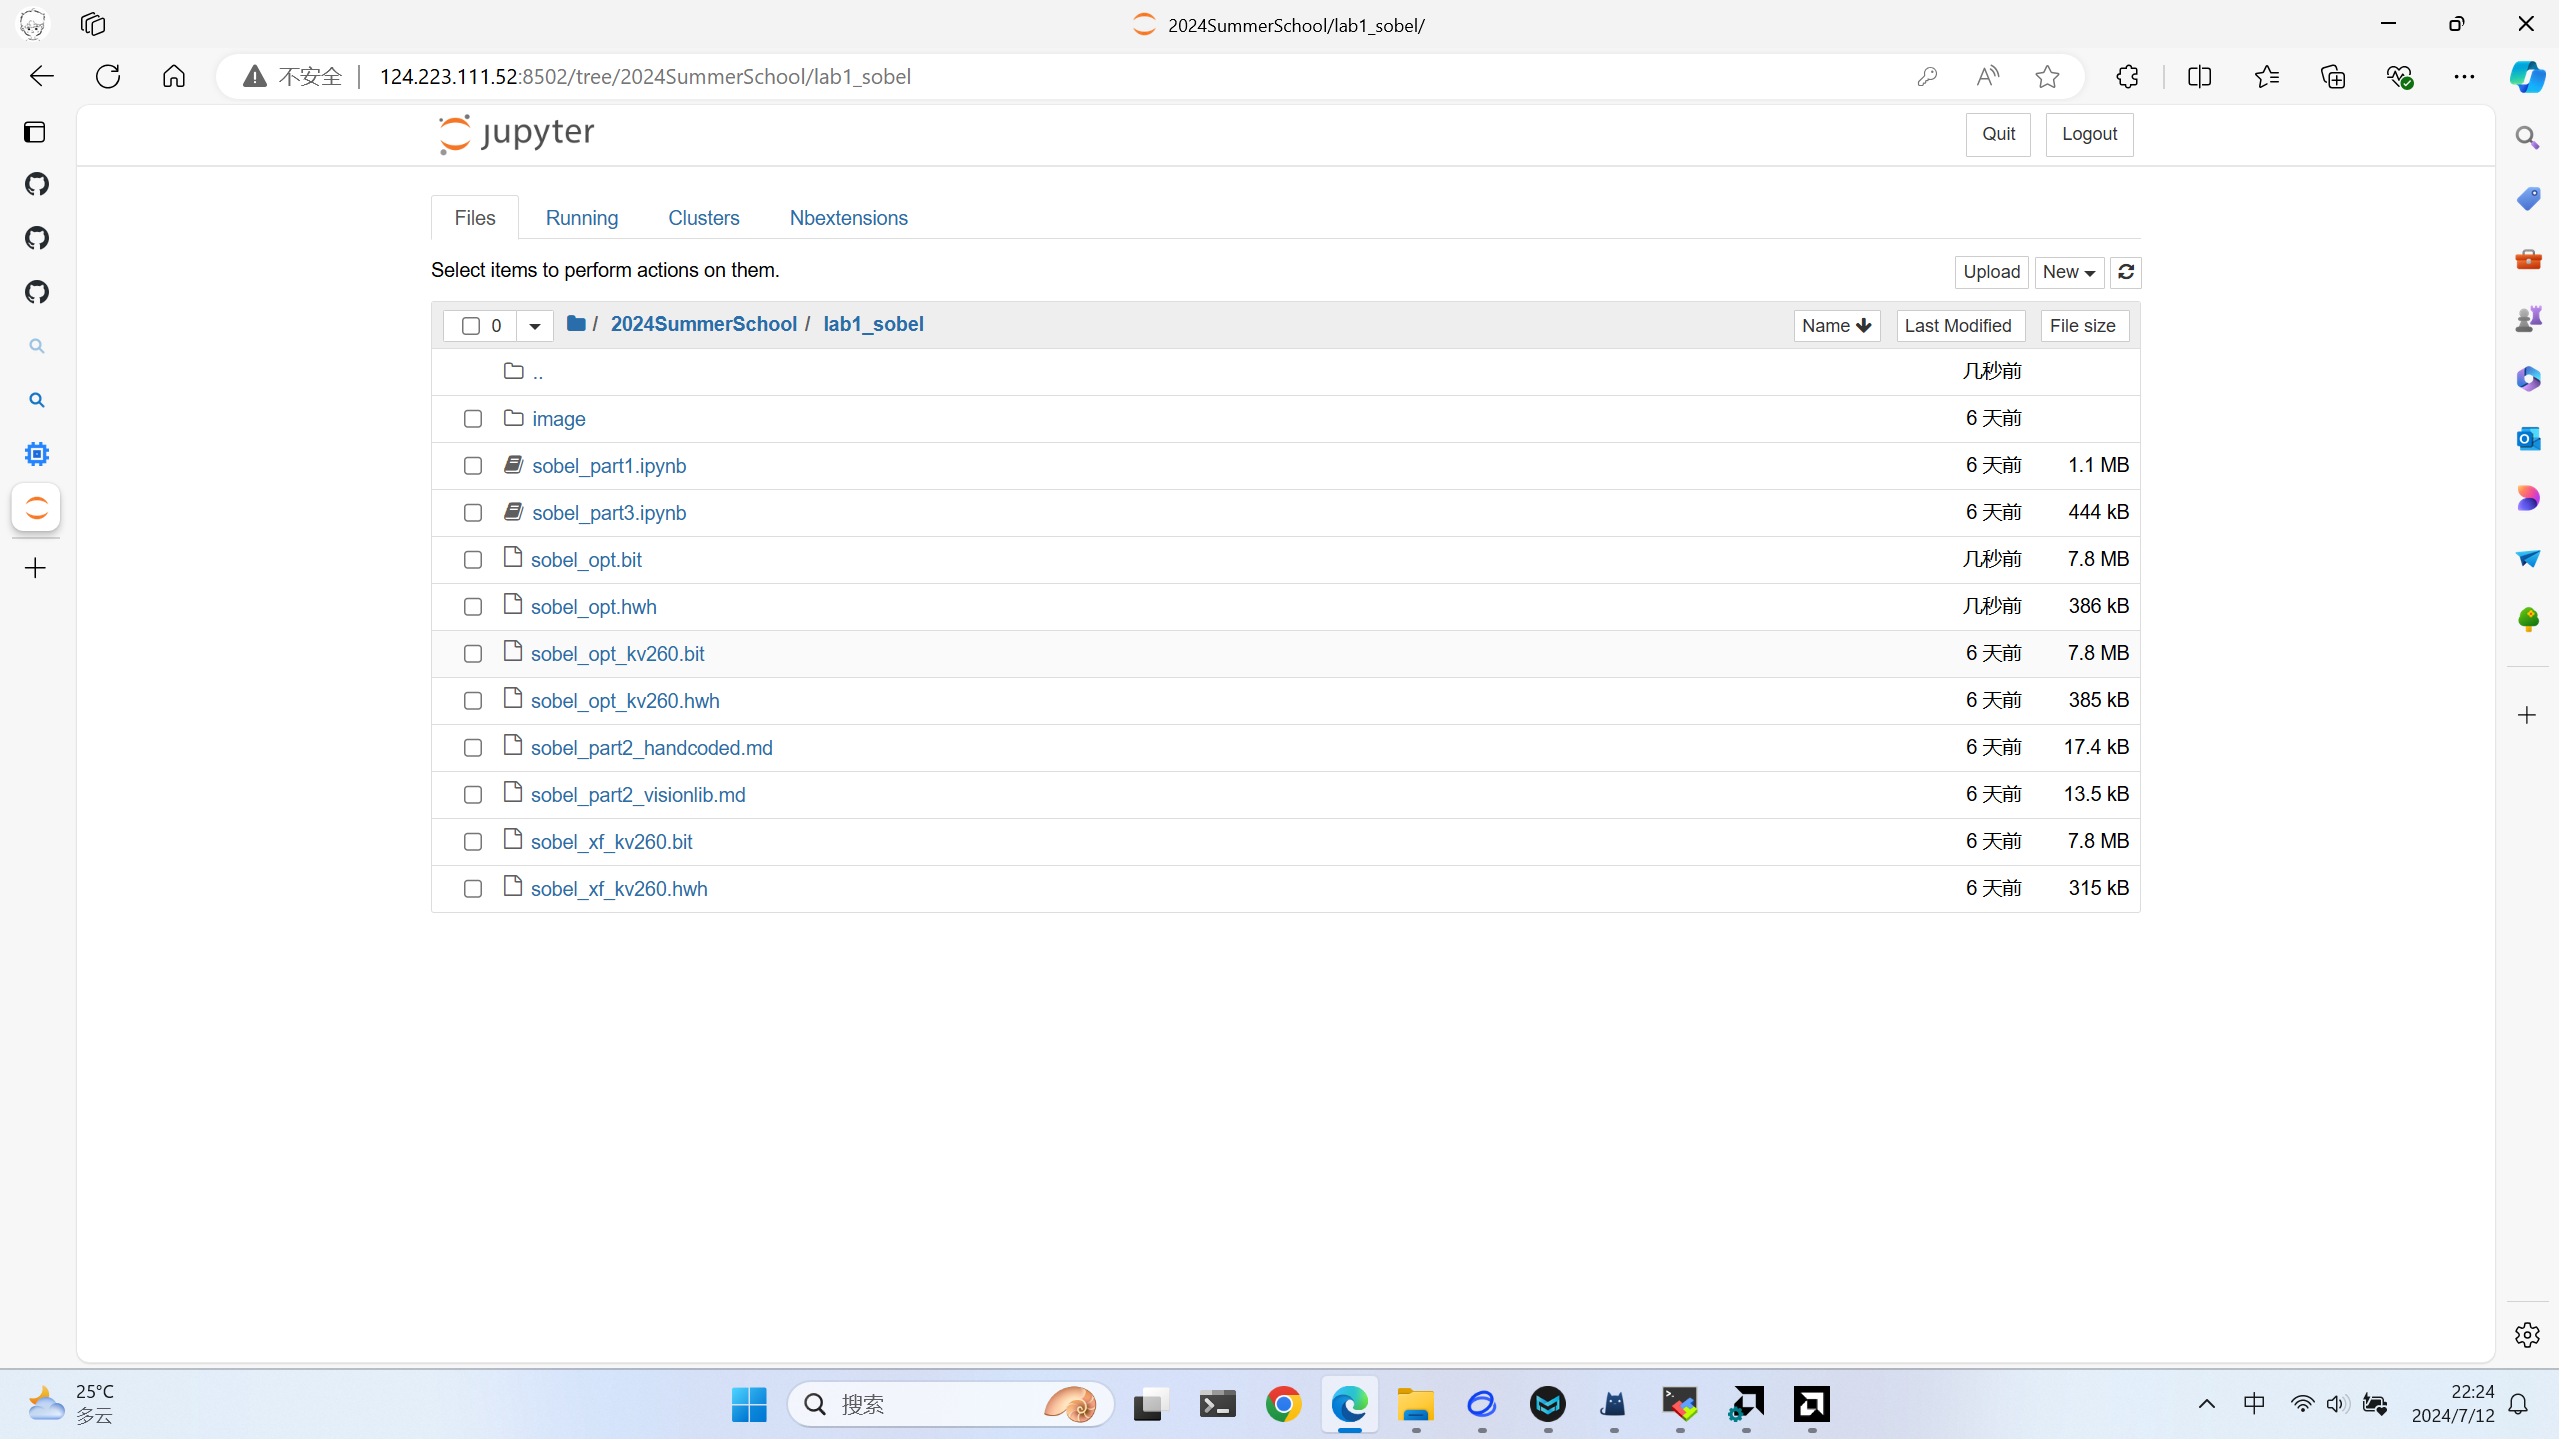 2024SummerSchool/lab1_sobel/
不安全 124.223.111.52:8502/tree/2024SummerSchool/lab1_sobel
jupyter
Quit Logout
Files Running Clusters Nbextensions
Select items to perform actions on them.
Upload New
0 / 2024SummerSchool / lab1_sobel Name Last Modified File size
.. 几秒前
image 6 天前
sobel_part1.ipynb 6 天前 1.1 MB
sobel_part3.ipynb 6 天前 444 kB
sobel_opt.bit 几秒前 7.8 MB
sobel_opt.hwh 几秒前 386 kB
sobel_opt_kv260.bit 6 天前 7.8 MB
sobel_opt_kv260.hwh 6 天前 385 kB
sobel_part2_handcoded.md 6 天前 17.4 kB
sobel_part2_visionlib.md 6 天前 13.5 kB
sobel_xf_kv260.bit 6 天前 7.8 MB
sobel_xf_kv260.hwh 6 天前 315 kB
25°C
多云
搜索
中
22:24
2024/7/12